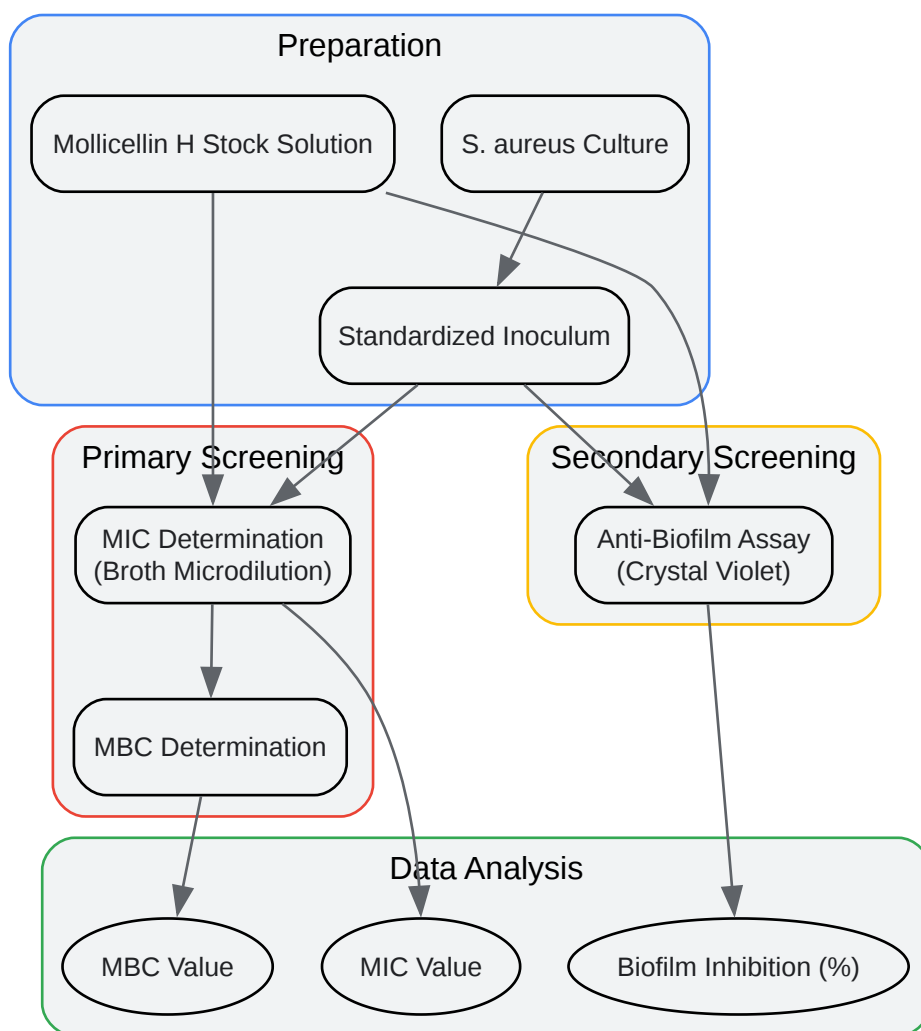 Preparation
Mollicellin H Stock Solution
S. aureus Culture
Standardized Inoculum
Primary Screening
MIC Determination
(Broth Microdilution)
MBC Determination
Secondary Screening
Anti-Biofilm Assay
(Crystal Violet)
Data Analysis
MBC Value
MIC Value
Biofilm Inhibition (%)